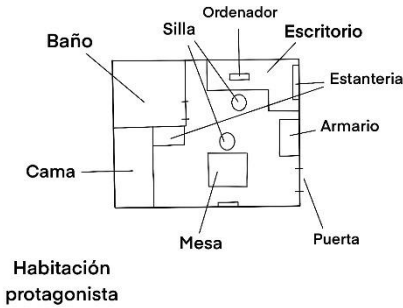 Ordenador
Silla
Escritorio
Baño
Estanteria
Armario
Cama
Mesa
Puerta
Habitación
protagonista